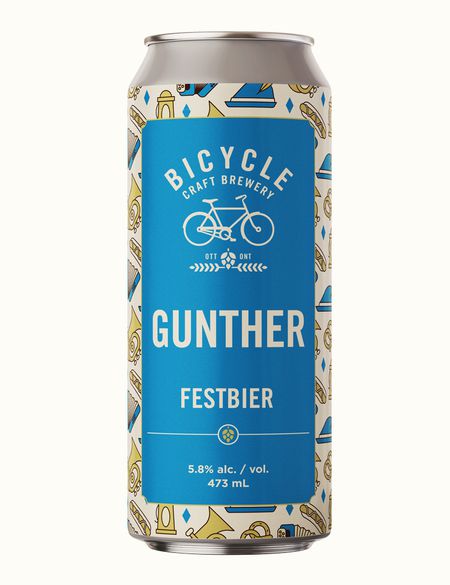 BICYCLE
CRAFT BREWERY
OTT ONT
GUNTHER
FESTBIER
5.8% alc. / vol.
473 mL